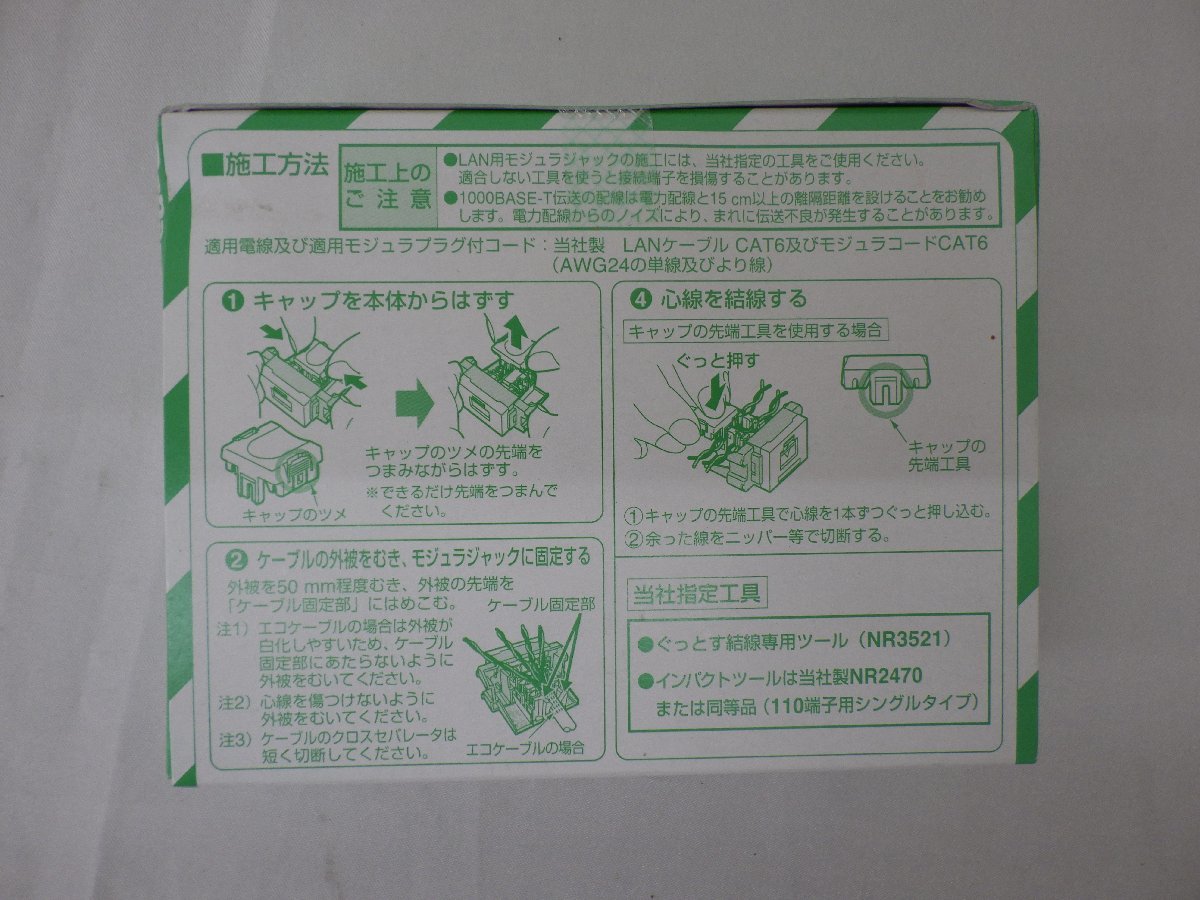 ■施工方法
施工上の
ご注意
●LAN用モジュラジャックの施工には、当社指定の工具をご使用ください。
適合しない工具を使うと接続端子を損傷することがあります。
●1000BASE-T伝送の配線は電力配線と15 cm以上の離隔距離を設けることをお勧め
します。電力配線からのノイズにより、まれに伝送不良が発生することがあります。
適用電線及び適用モジュラプラグ付コード：当社製 LANケーブル CAT6及びモジュラコードCAT6
（AWG24の単線及びより線）
❶ キャップを本体からはずす
キャップのツメの先端を
つまみながらはずす。
※できるだけ先端をつまんで
ください。
キャップのツメ
❷ ケーブルの外被をむき、モジュラジャックに固定する
外被を50 mm程度むき、外被の先端を
「ケーブル固定部」にはめこむ。
ケーブル固定部
注1）エコケーブルの場合は外被が
白化しやすいため、ケーブル
固定部にあたらないように
外被をむいてください。
注2）心線を傷つけないように
外被をむいてください。
注3）ケーブルのクロスセパレータは
短く切断してください。
エコケーブルの場合
❹ 心線を結線する
キャップの先端工具を使用する場合
ぐっと押す
キャップの
先端工具
①キャップの先端工具で心線を1本ずつぐっと押し込む。
②余った線をニッパー等で切断する。
当社指定工具
●ぐっとす結線専用ツール（NR3521）
●インパクトツールは当社製NR2470
または同等品（110端子用シングルタイプ）